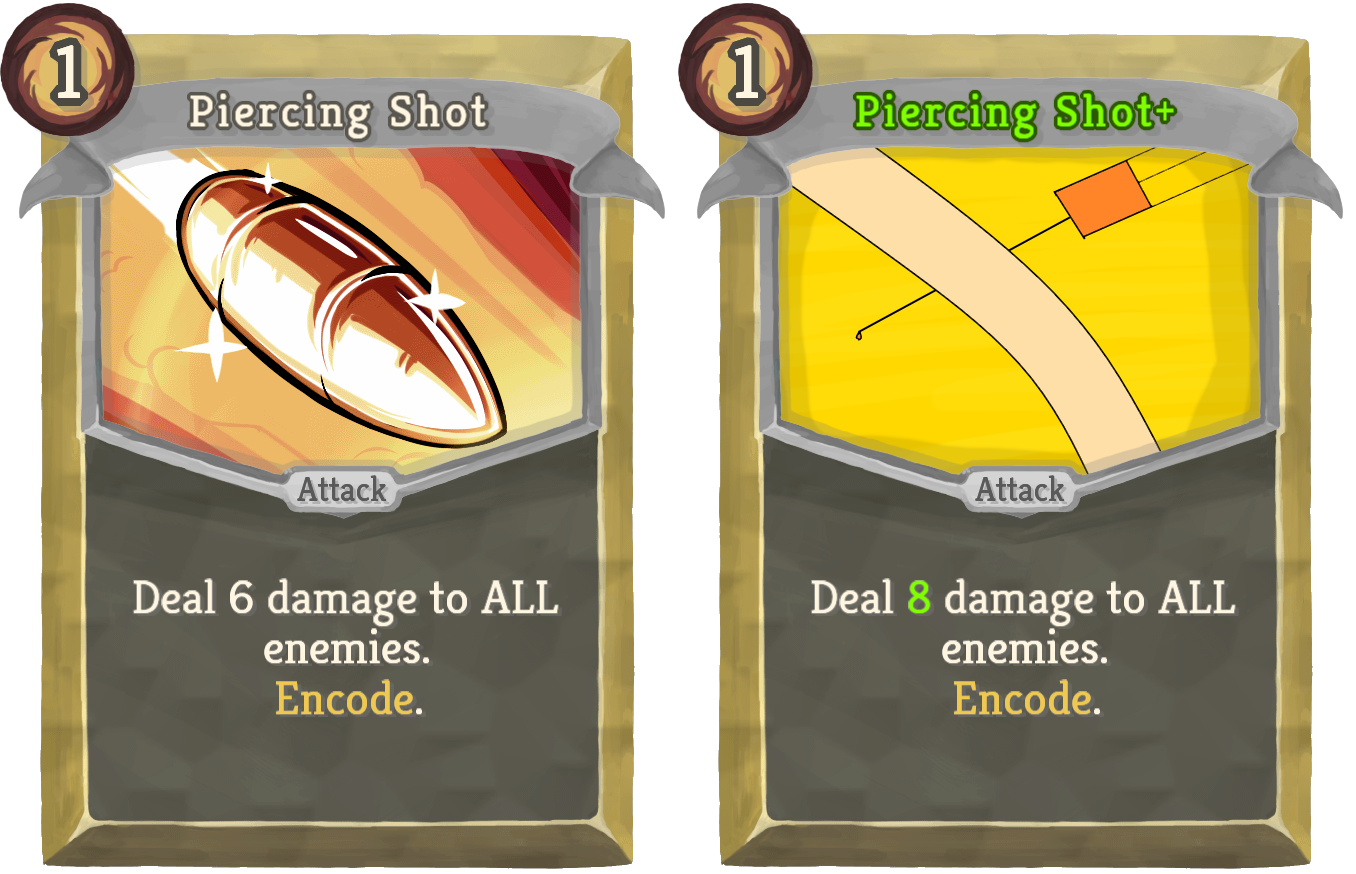 1
Piercing Shot
Attack
Deal 6 damage to ALL
enemies.
Encode.
1
Piercing Shot+
Attack
Deal 8 damage to ALL
enemies.
Encode.